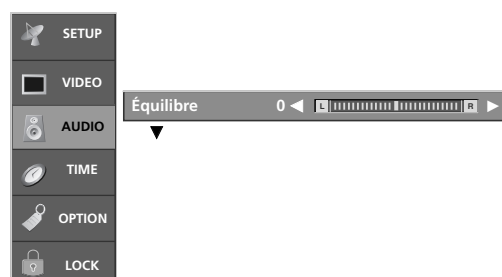 SETUP
VIDEO
Équilibre 0 ◀ L R ▶
AUDIO
▼
TIME
OPTION
LOCK